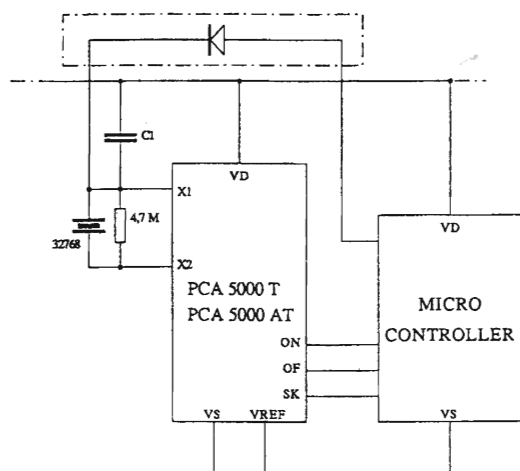 C1
VD
X1
4,7 M
32768
X2
PCA 5000 T
PCA 5000 AT
ON
OF
SK
VS
VREF
VD
MICRO
CONTROLLER
VS